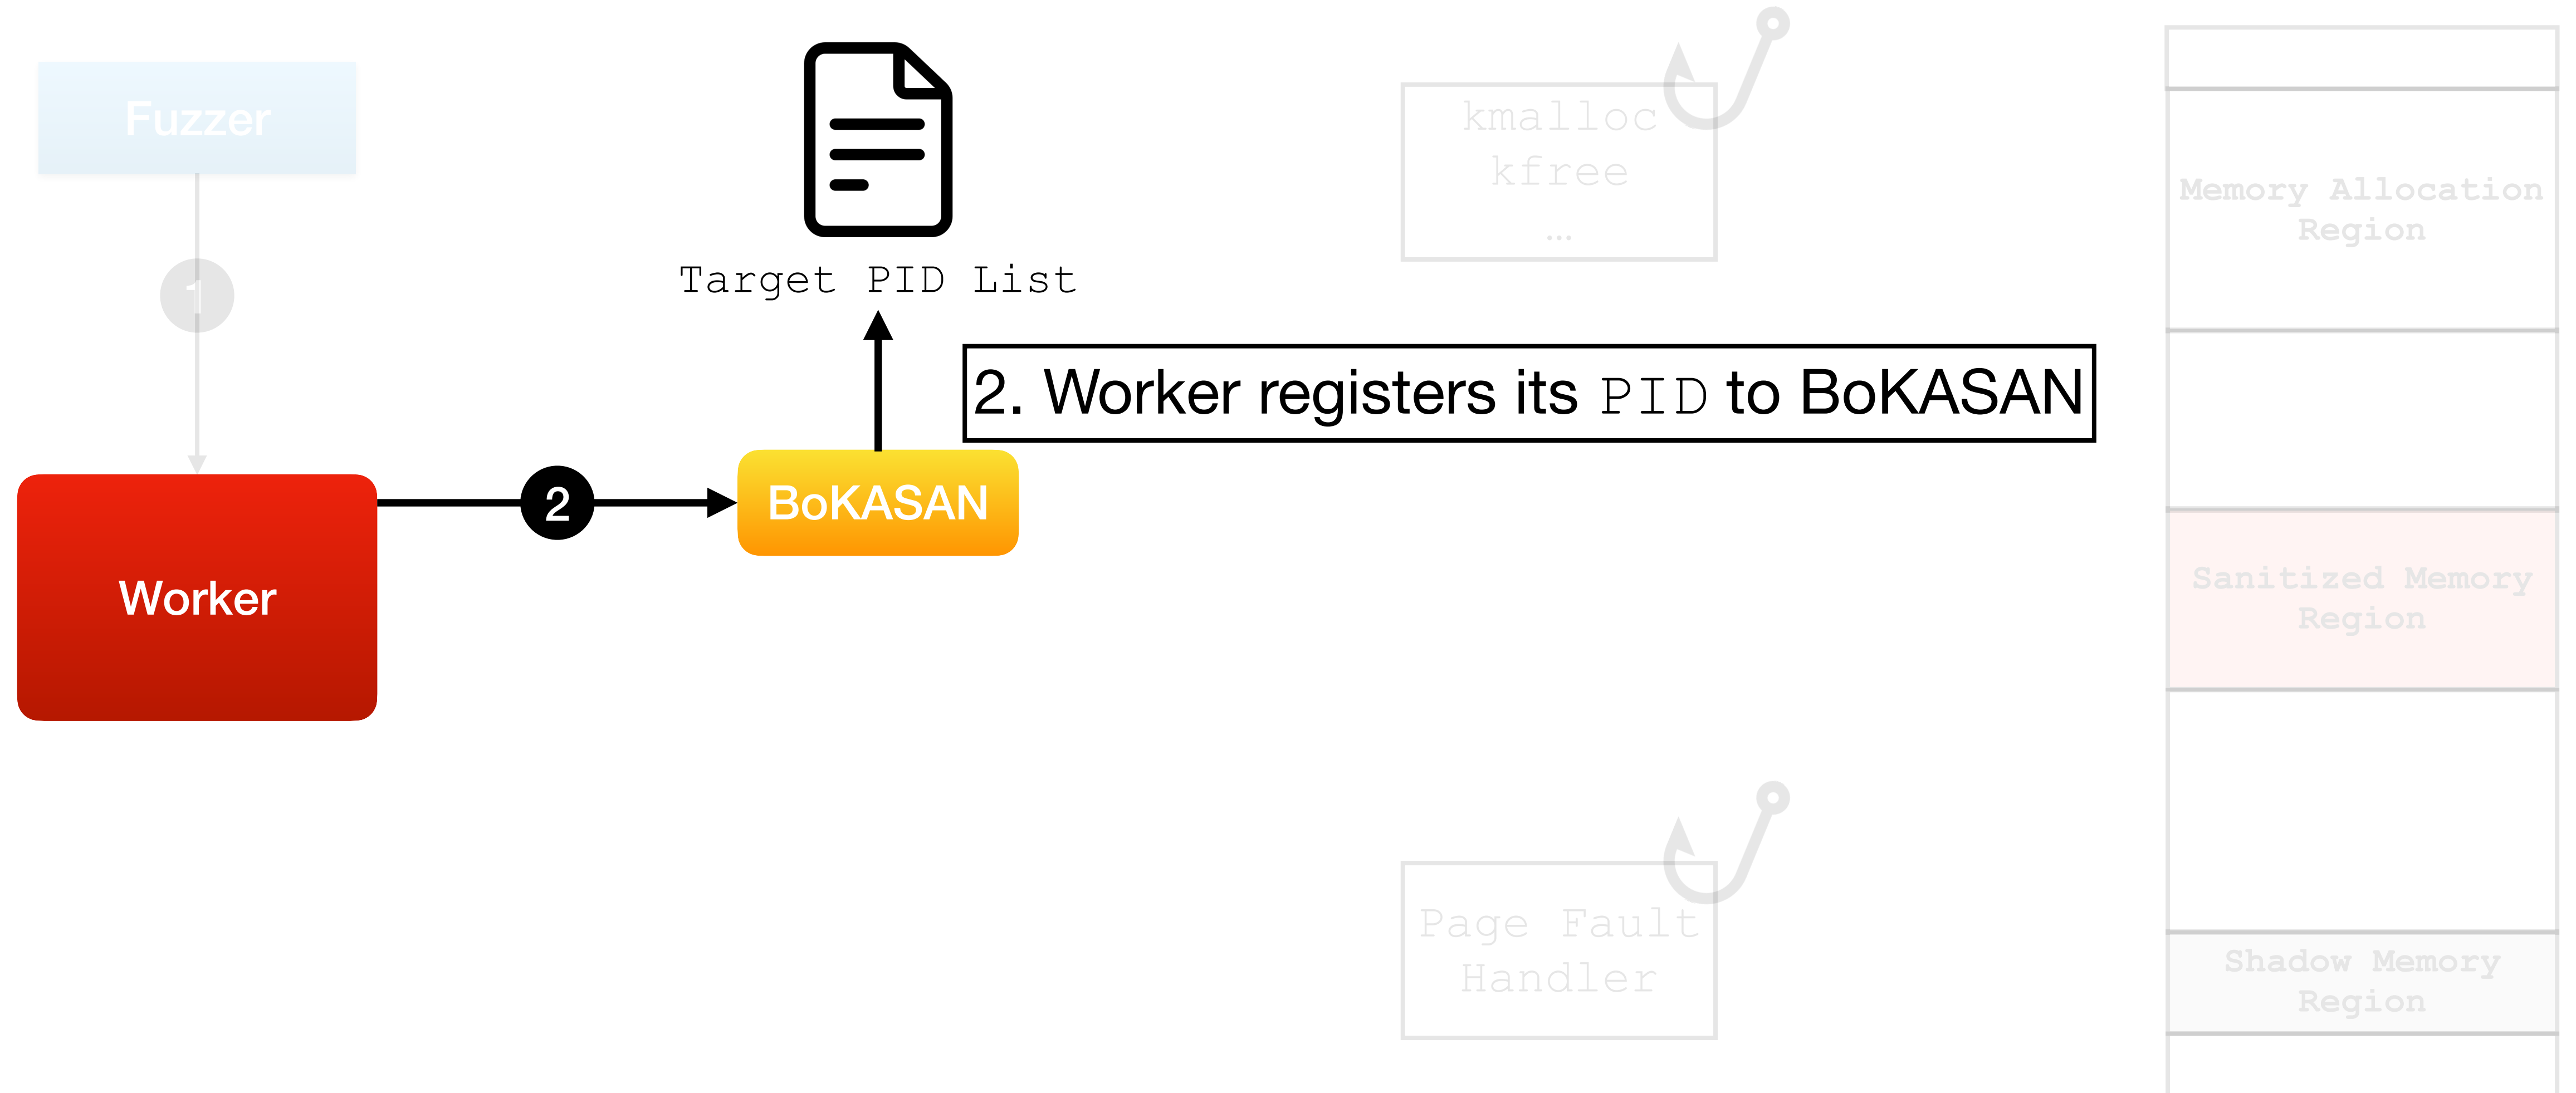 Fuzzer
1
Worker
2
BoKASAN
Target PID List
2. Worker registers its PID to BoKASAN
kmalloc
kfree
…
Page Fault
Handler
Memory Allocation
Region
Sanitized Memory
Region
Shadow Memory
Region